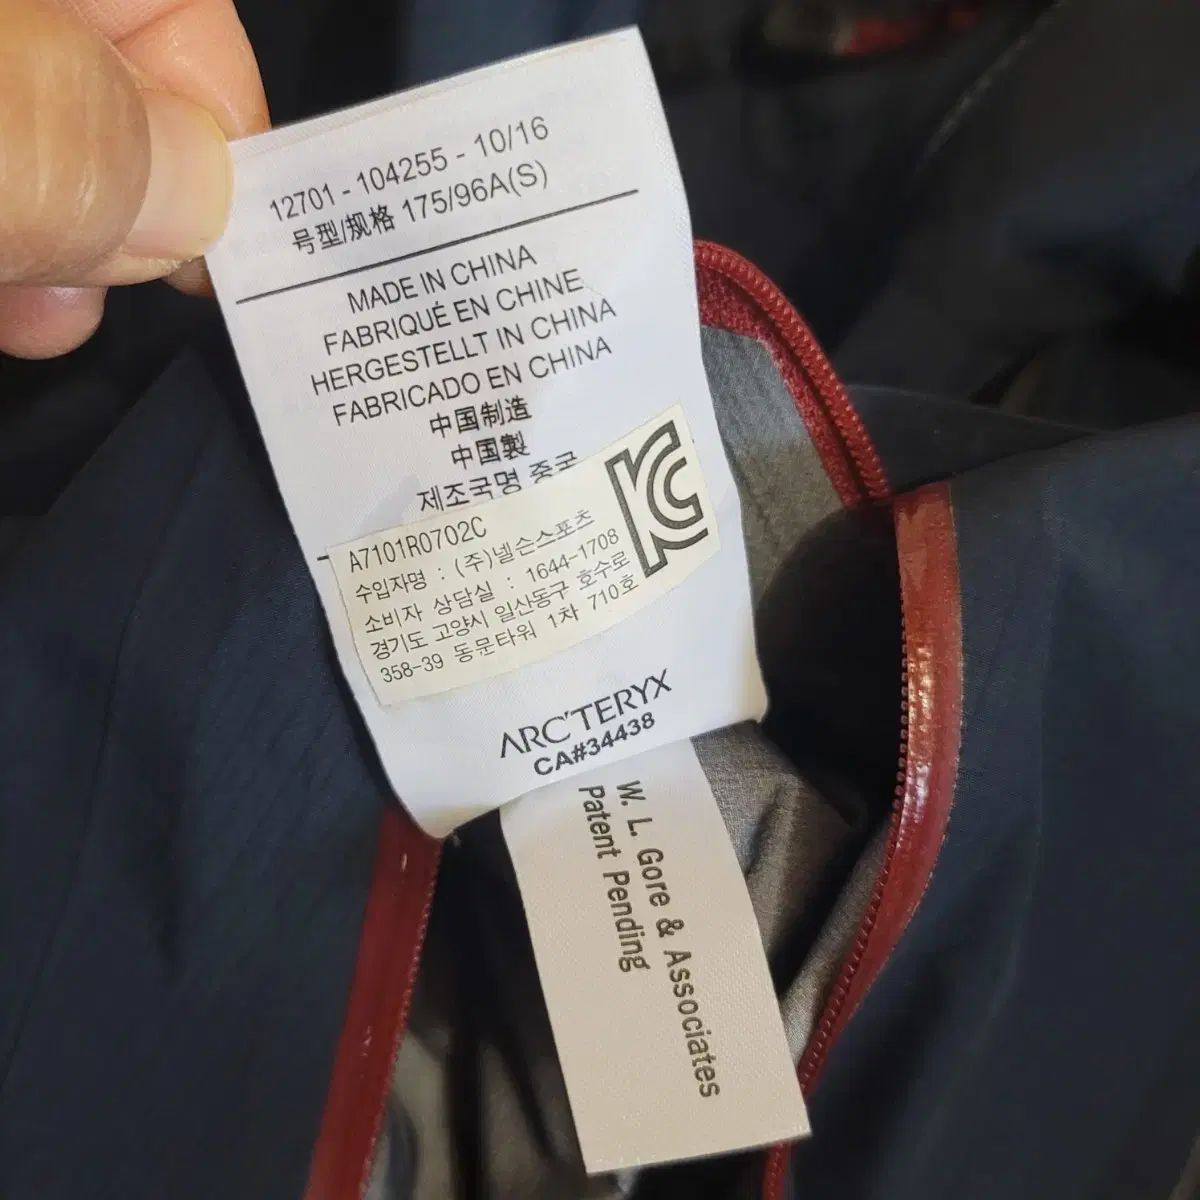 12701 - 104255 - 10/16
号型/规格 175/96A(S)
MADE IN CHINA
FABRIQUÉ EN CHINE
HERGESTELLT IN CHINA
FABRICADO EN CHINA
中国制造
中国製
제조국명 중국
A7101R0702C
수입자명 : (주)넬슨스포츠
소비자 상담실 : 1644-1708
경기도 고양시 일산동구 호수로
358-39 동문타워 1차 710호
ARC'TERYX
CA#34438
W. L. Gore & Associates
Patent Pending